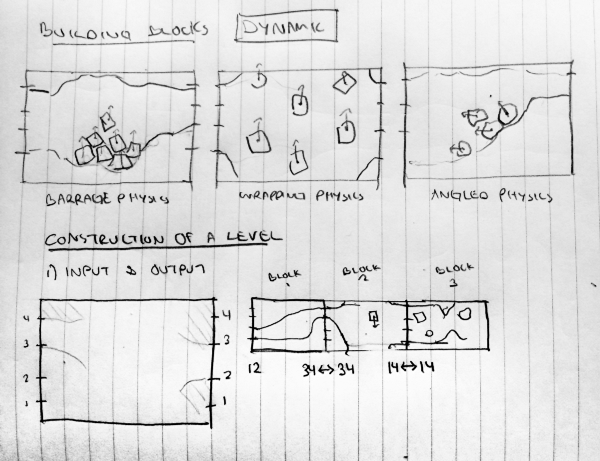 BUILDING BLOCKS DYNAMIC
BARRAGE PHYSICS WRAPPING PHYSICS ANGLED PHYSICS
CONSTRUCTION OF A LEVEL
1) INPUT & OUTPUT
BLOCK 1 BLOCK 2 BLOCK 3
4 4
3 3
2 2
1 1
12 34↔34 14↔14